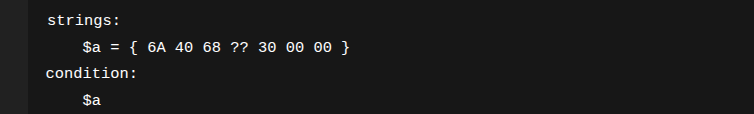 strings:
$a = { 6A 40 68 ?? 30 00 00 }
condition:
$a